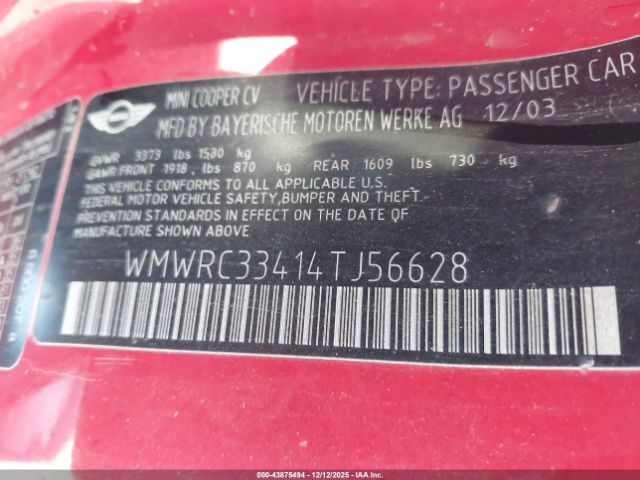 MINI COOPER CV VEHICLE TYPE: PASSENGER CAR
MFD BY BAYERISCHE MOTOREN WERKE AG 12/03
GVWR 3373 lbs 1530 kg
GAWR FRONT 1918 lbs 870 kg REAR 1609 lbs 730 kg
THIS VEHICLE CONFORMS TO ALL APPLICABLE U.S.
FEDERAL MOTOR VEHICLE SAFETY,BUMPER AND THEFT-
PREVENTION STANDARDS IN EFFECT ON THE DATE OF
MANUFACTURE SHOWN ABOVE.
WMWRC33414TJ56628
000-43875494 • 12/12/2025 • IAA Inc.